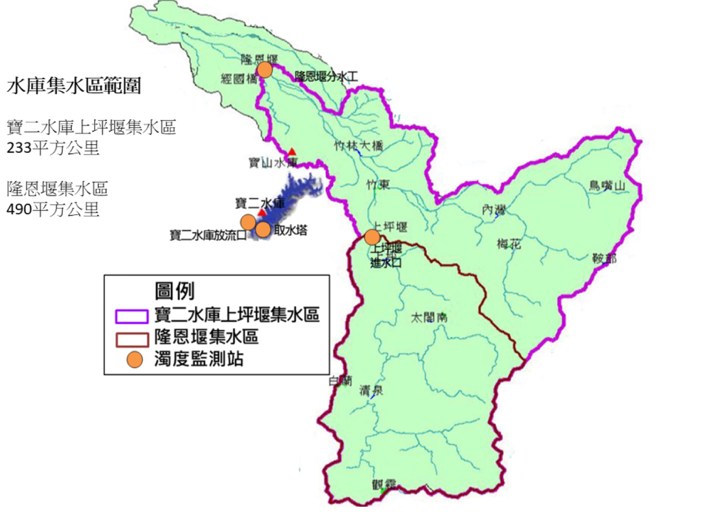 水庫集水區範圍
寶二水庫上坪堰集水區
233平方公里
隆恩堰集水區
490平方公里
隆恩堰
經國橋
隆恩堰分水工
竹林大橋
寶山水庫
竹東
鳥嘴山
內灣
寶二水庫
上坪堰
梅花
寶二水庫放流口
取水塔
上坪堰
進水口
鞍部
圖例
寶二水庫上坪堰集水區
隆恩堰集水區
濁度監測站
太閣南
白蘭
清泉
觀霧